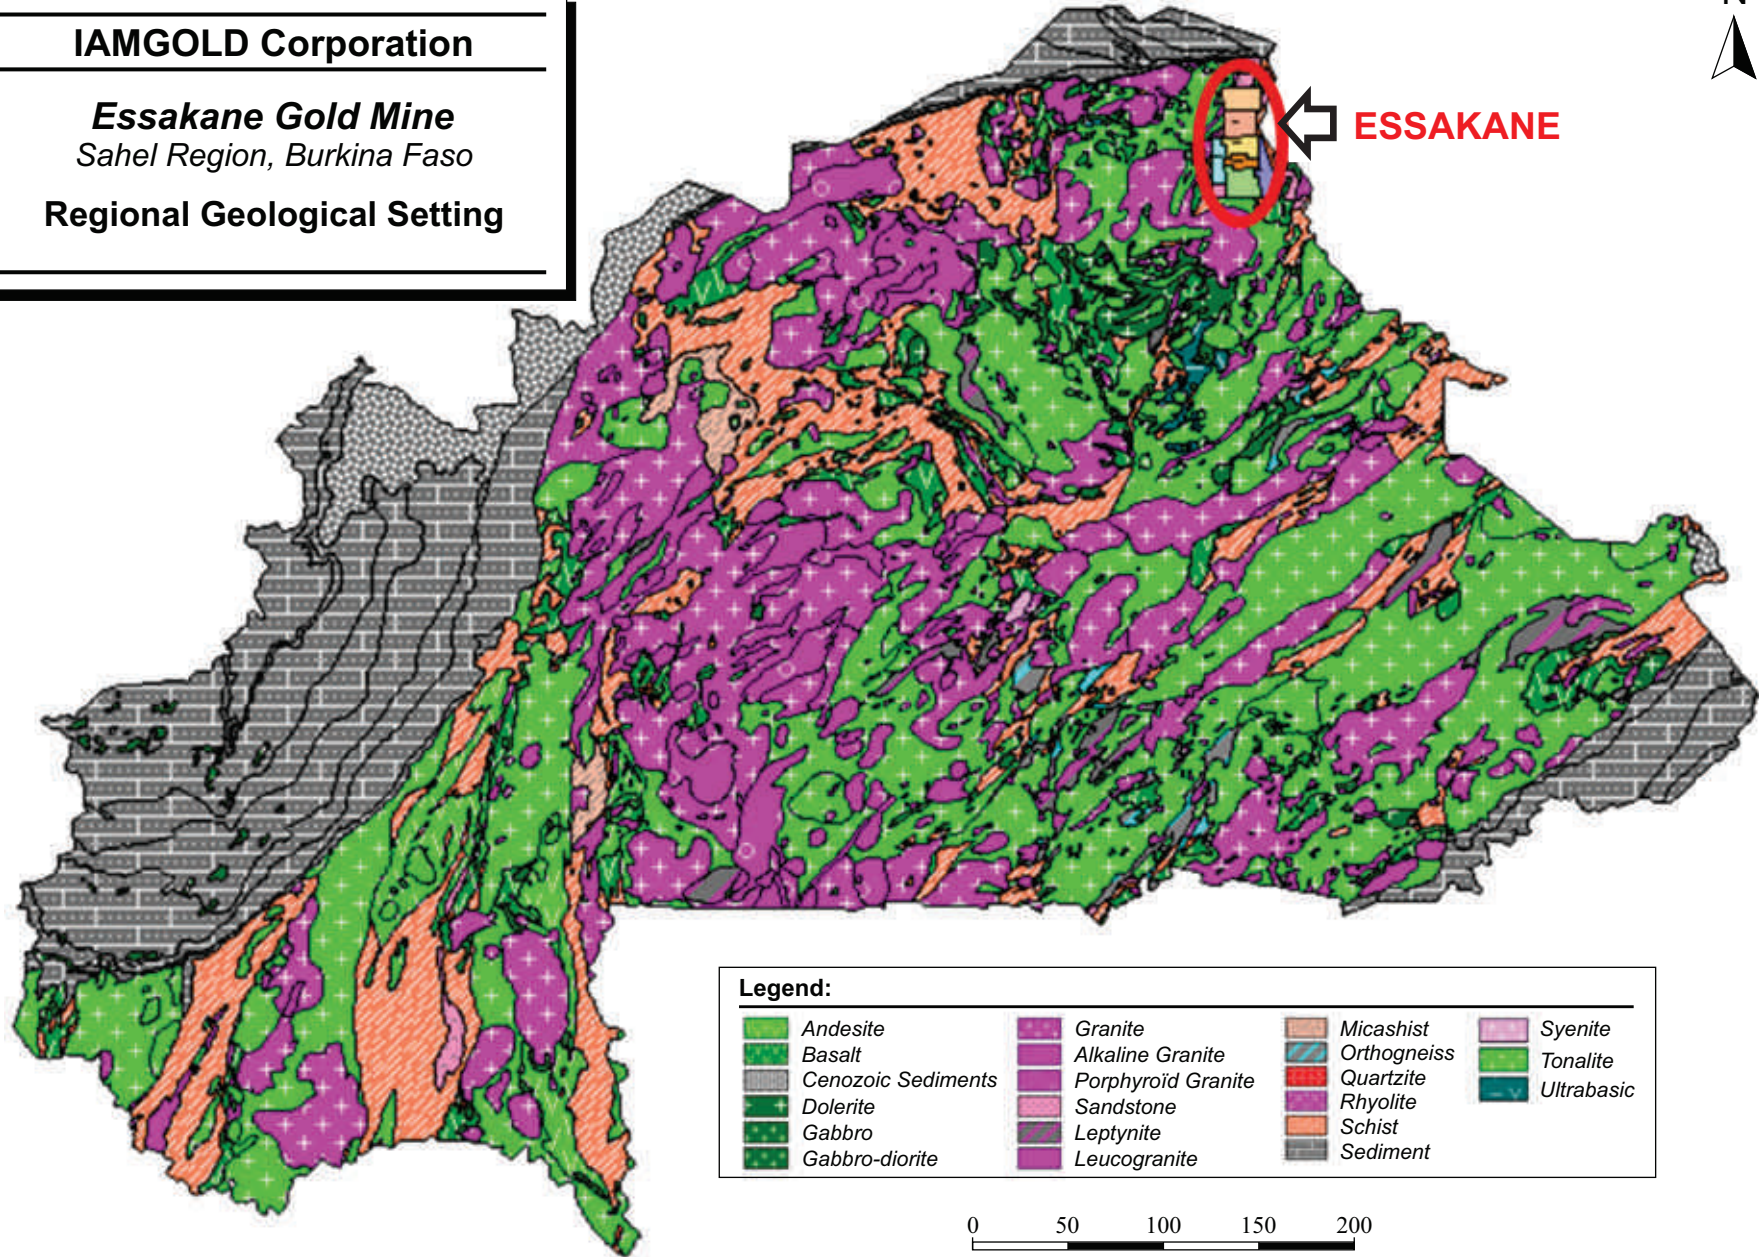 IAMGOLD Corporation
Essakane Gold Mine
Sahel Region, Burkina Faso
Regional Geological Setting
N
ESSAKANE
Legend:
Andesite
Basalt
Cenozoic Sediments
Dolerite
Gabbro
Gabbro-diorite
Granite
Alkaline Granite
Porphyroïd Granite
Sandstone
Leptynite
Leucogranite
Micashist
Orthogneiss
Quartzite
Rhyolite
Schist
Sediment
Syenite
Tonalite
Ultrabasic
0 50 100 150 200